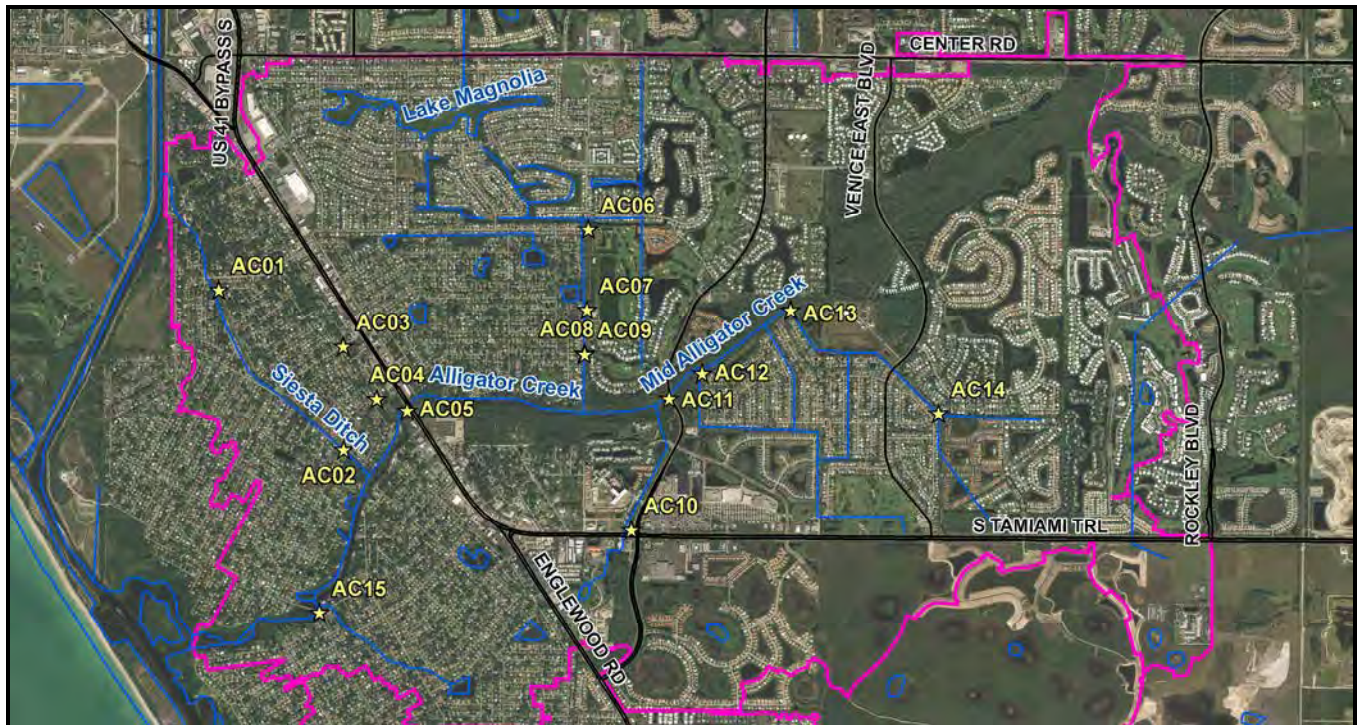 CENTER RD
US 41 BYPASS S
VENICE EAST BLVD
Lake Magnolia
AC06
AC01
AC07
AC03
AC08 AC09
Mid Alligator Creek
AC13
AC04
Alligator Creek
AC12
AC05
AC11
AC14
Siesta Ditch
AC02
ROCKLEY BLVD
AC10
S TAMIAMI TRL
ENGLEWOOD RD
AC15